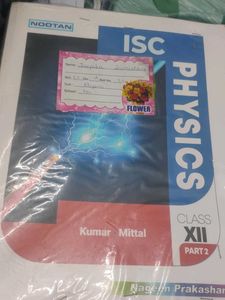 NOOTAN
ISC
PHYSICS
FLOWER
CLASS
XII
PART 2
Kumar Mittal
Nageen Prakashan